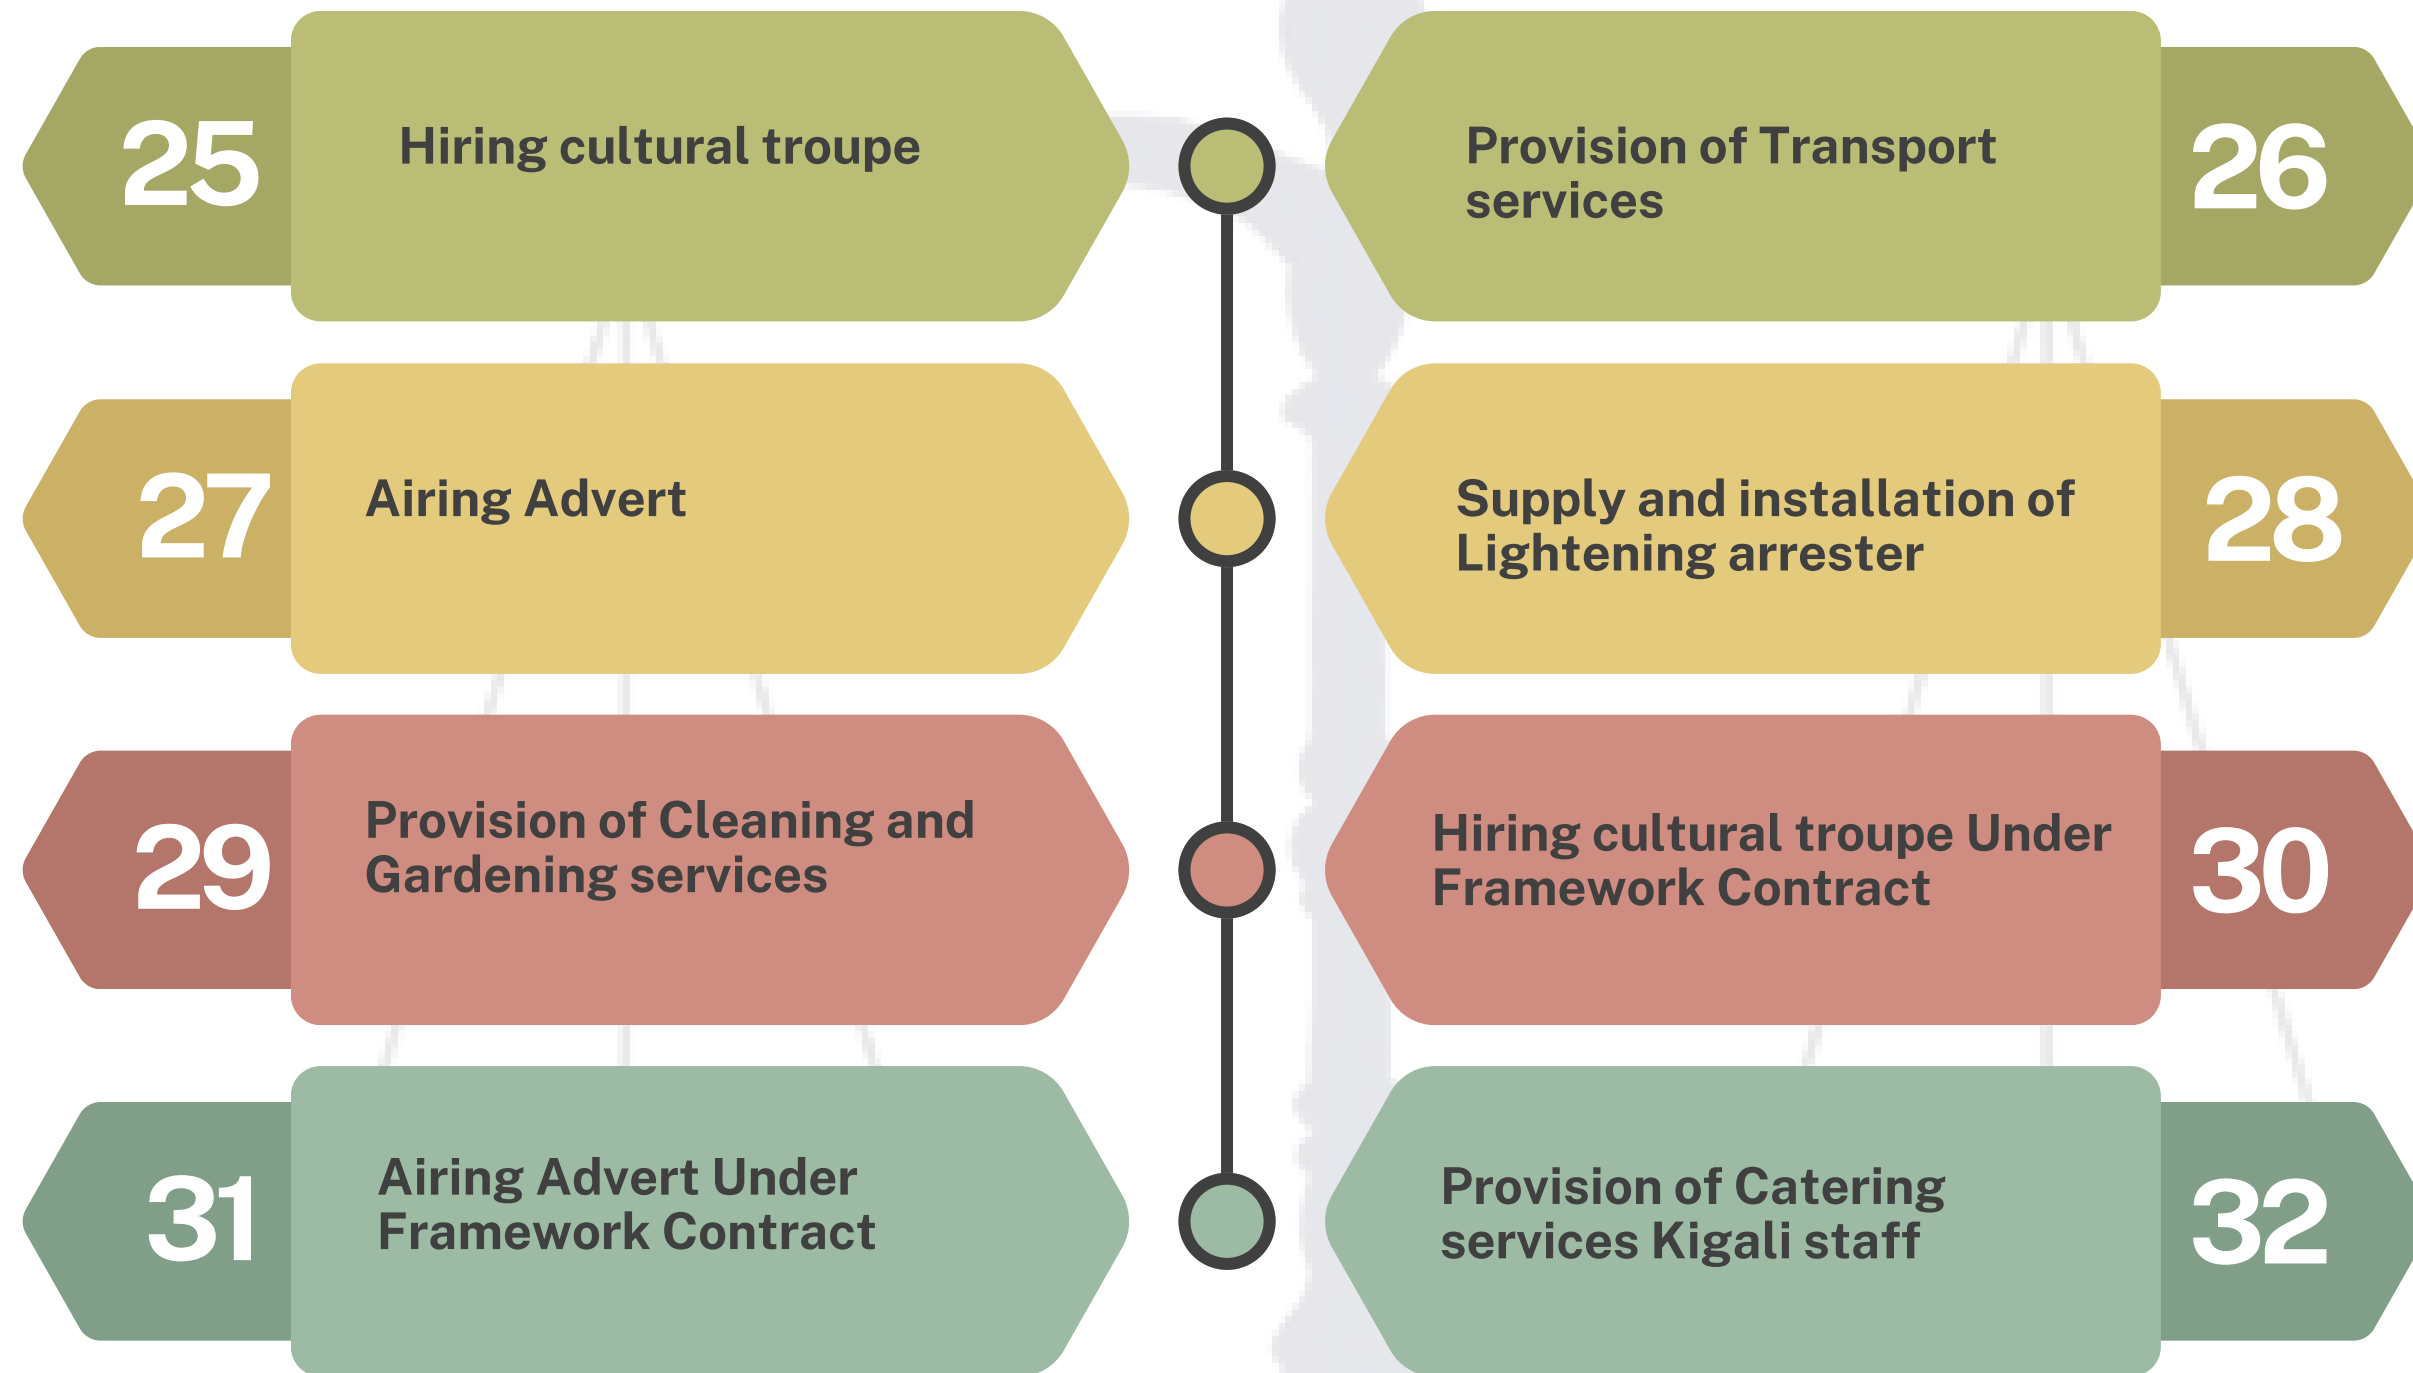 25
Hiring cultural troupe
Provision of Transport
services
26
27
Airing Advert
Supply and installation of
Lightening arrester
28
29
Provision of Cleaning and
Gardening services
Hiring cultural troupe Under
Framework Contract
30
31
Airing Advert Under
Framework Contract
Provision of Catering
services Kigali staff
32